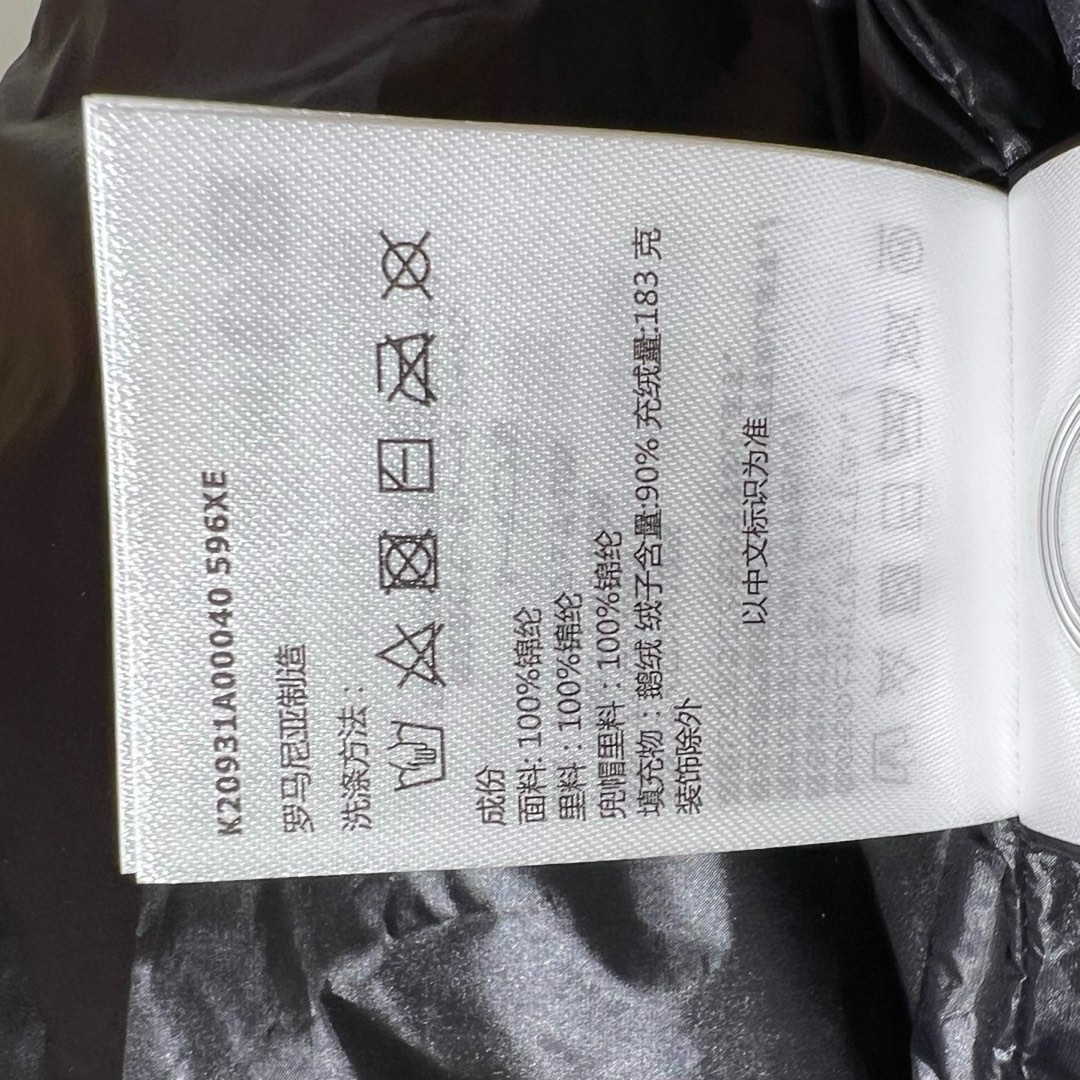 K20931A00040 596XE
罗马尼亚制造
洗涤方法：
成份
面料: 100%锦纶
里料：100%锦纶
兜帽里料：100%锦纶
填充物：鹅绒 绒子含量:90% 充绒量:183 克
装饰除外
以中文标识为准